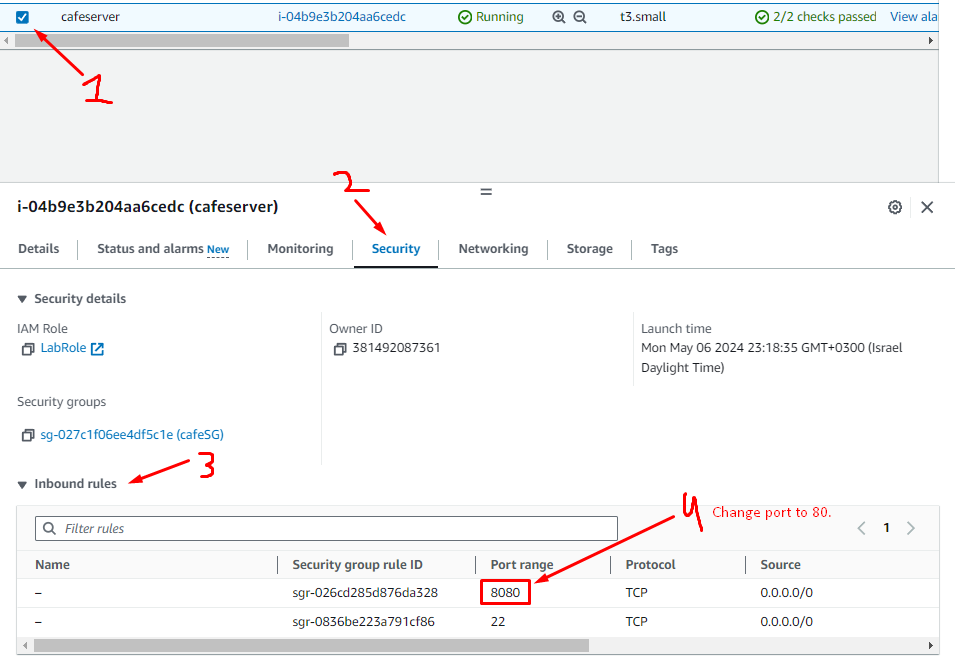 cafeserver i-04b9e3b204aa6cedc Running t3.small 2/2 checks passed View ala
1
2
i-04b9e3b204aa6cedc (cafeserver)
Details Status and alarms New Monitoring Security Networking Storage Tags
Security details
IAM Role Owner ID Launch time
LabRole 381492087361 Mon May 06 2024 23:18:35 GMT+0300 (Israel
Daylight Time)
Security groups
sg-027c1f06ee4df5c1e (cafeSG)
3
Inbound rules
4 Change port to 80.
Filter rules 1
Name Security group rule ID Port range Protocol Source
– sgr-026cd285d876da328 8080 TCP 0.0.0.0/0
– sgr-0836be223a791cf86 22 TCP 0.0.0.0/0